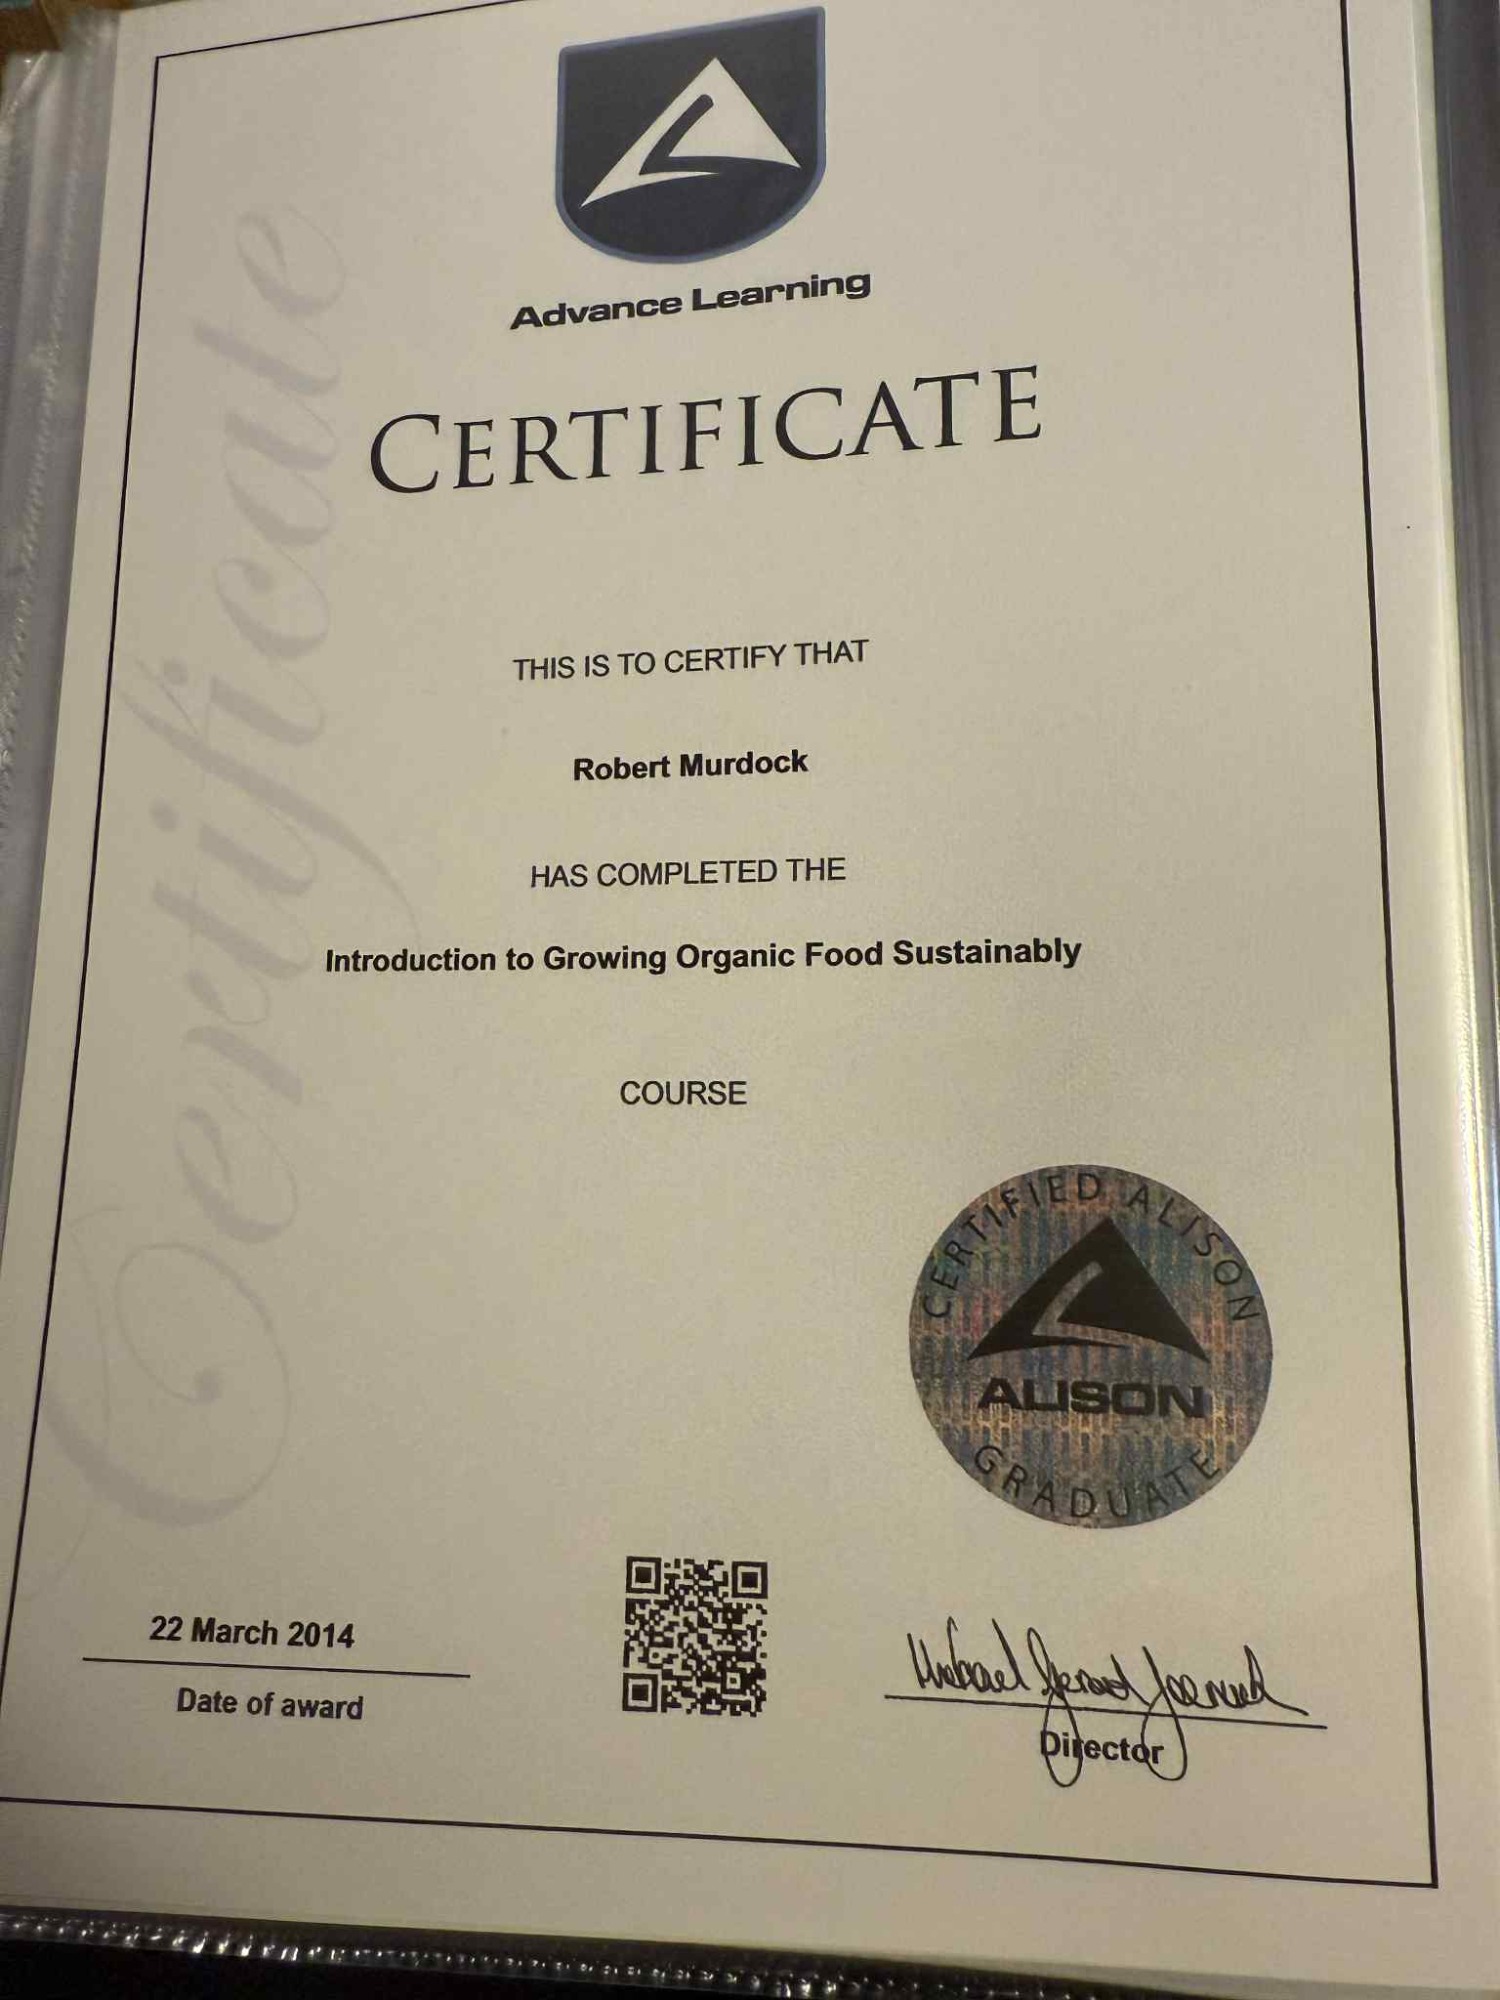 Certificate
Advance Learning
CERTIFICATE
THIS IS TO CERTIFY THAT
Robert Murdock
HAS COMPLETED THE
Introduction to Growing Organic Food Sustainably
COURSE
CERTIFIED ALISON
ALISON
GRADUATE
22 March 2014
Date of award
Director